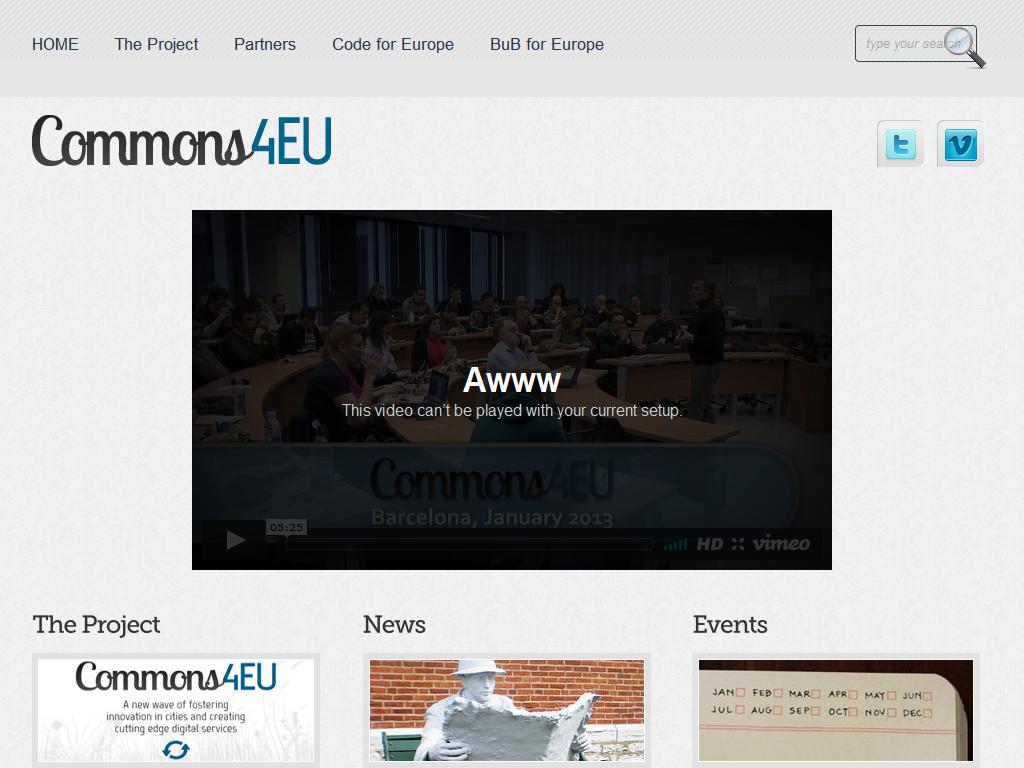 HOME The Project Partners Code for Europe BuB for Europe
type your search
Commons4EU
Awww
This video can't be played with your current setup.
Commons4EU
Barcelona, January 2013
05:25
HD vimeo
The Project News Events
Commons4EU
A new wave of fostering
innovation in cities and creating
cutting edge digital services
JAN FEB MAR APR MAY JUN
JUL AUG SEP OCT NOV DEC